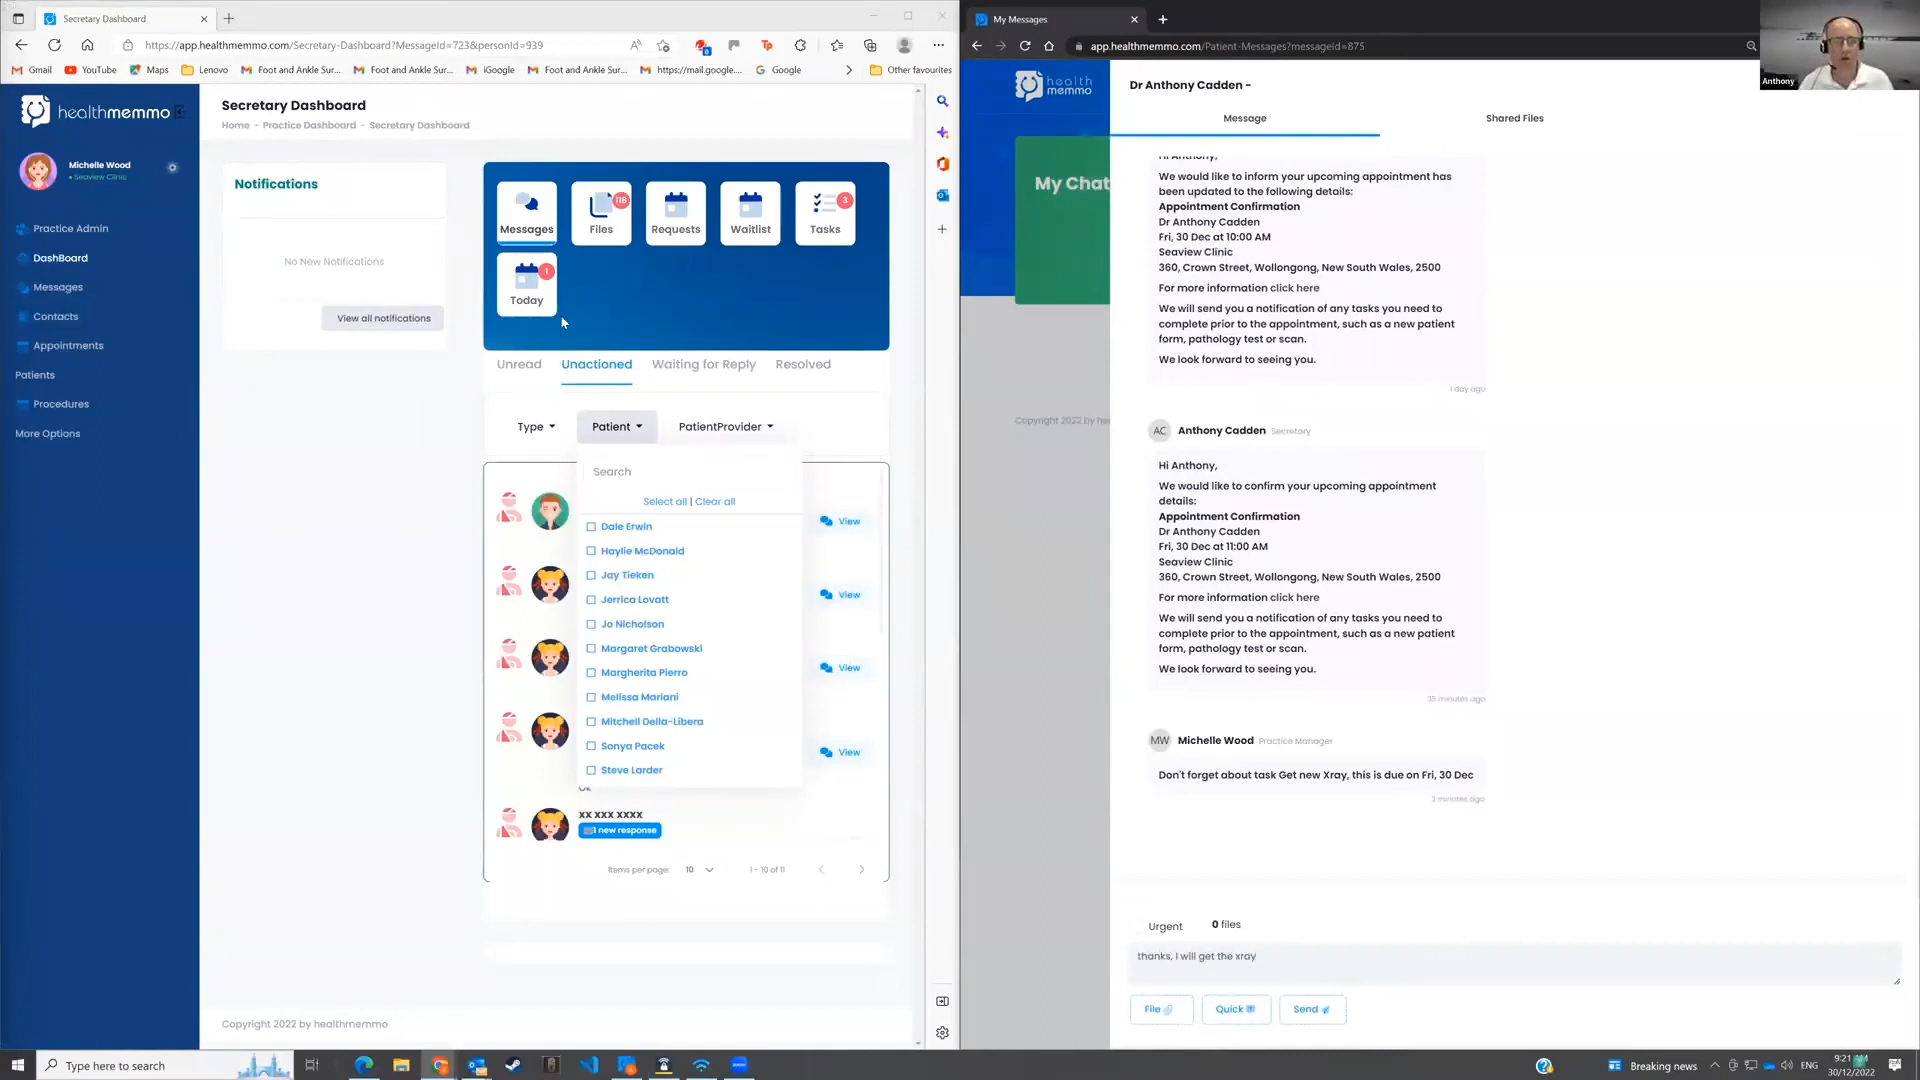 Secretary Dashboard
https://app.healthmemmo.com/Secretary-Dashboard?MessageId=723&personId=939
Gmail
YouTube
Maps
Lenovo
Foot and Ankle Sur...
Foot and Ankle Sur...
iGoogle
Foot and Ankle Sur...
https://mail.google....
Google
Other favourites
healthmemmo
Michelle Wood
Seaview Clinic
Practice Admin
DashBoard
Messages
Contacts
Appointments
Patients
Procedures
More Options
Secretary Dashboard
Home - Practice Dashboard - Secretary Dashboard
Notifications
No New Notifications
View all notifications
Messages
Files
118
Requests
Waitlist
Tasks
3
Today
1
Unread
Unactioned
Waiting for Reply
Resolved
Type
Patient
PatientProvider
Search
Select all | Clear all
Dale Erwin
Haylie McDonald
Jay Tieken
Jerrica Lovatt
Jo Nicholson
Margaret Grabowski
Margherita Pierro
Melissa Mariani
Mitchell Della-Libera
Sonya Pacek
Steve Larder
View
View
View
View
xx xxx xxxx
1 new response
Items per page:
10
1 - 10 of 11
Copyright 2022 by healthmemmo
My Messages
app.healthmemmo.com/Patient-Messages?messageId=875
Anthony
health
memmo
My Chat
Copyright 2022 by he
Dr Anthony Cadden -
Message
Shared Files
Hi Anthony,
We would like to inform your upcoming appointment has
been updated to the following details:
Appointment Confirmation
Dr Anthony Cadden
Fri, 30 Dec at 10:00 AM
Seaview Clinic
360, Crown Street, Wollongong, New South Wales, 2500
For more information click here
We will send you a notification of any tasks you need to
complete prior to the appointment, such as a new patient
form, pathology test or scan.
We look forward to seeing you.
1 day ago
AC
Anthony Cadden Secretary
Hi Anthony,
We would like to confirm your upcoming appointment
details:
Appointment Confirmation
Dr Anthony Cadden
Fri, 30 Dec at 11:00 AM
Seaview Clinic
360, Crown Street, Wollongong, New South Wales, 2500
For more information click here
We will send you a notification of any tasks you need to
complete prior to the appointment, such as a new patient
form, pathology test or scan.
We look forward to seeing you.
35 minutes ago
MW
Michelle Wood Practice Manager
Don't forget about task Get new Xray, this is due on Fri, 30 Dec
3 minutes ago
Urgent
0 files
thanks, I will get the xray
File
Quick
Send
Type here to search
Breaking news
ENG
30/12/2022